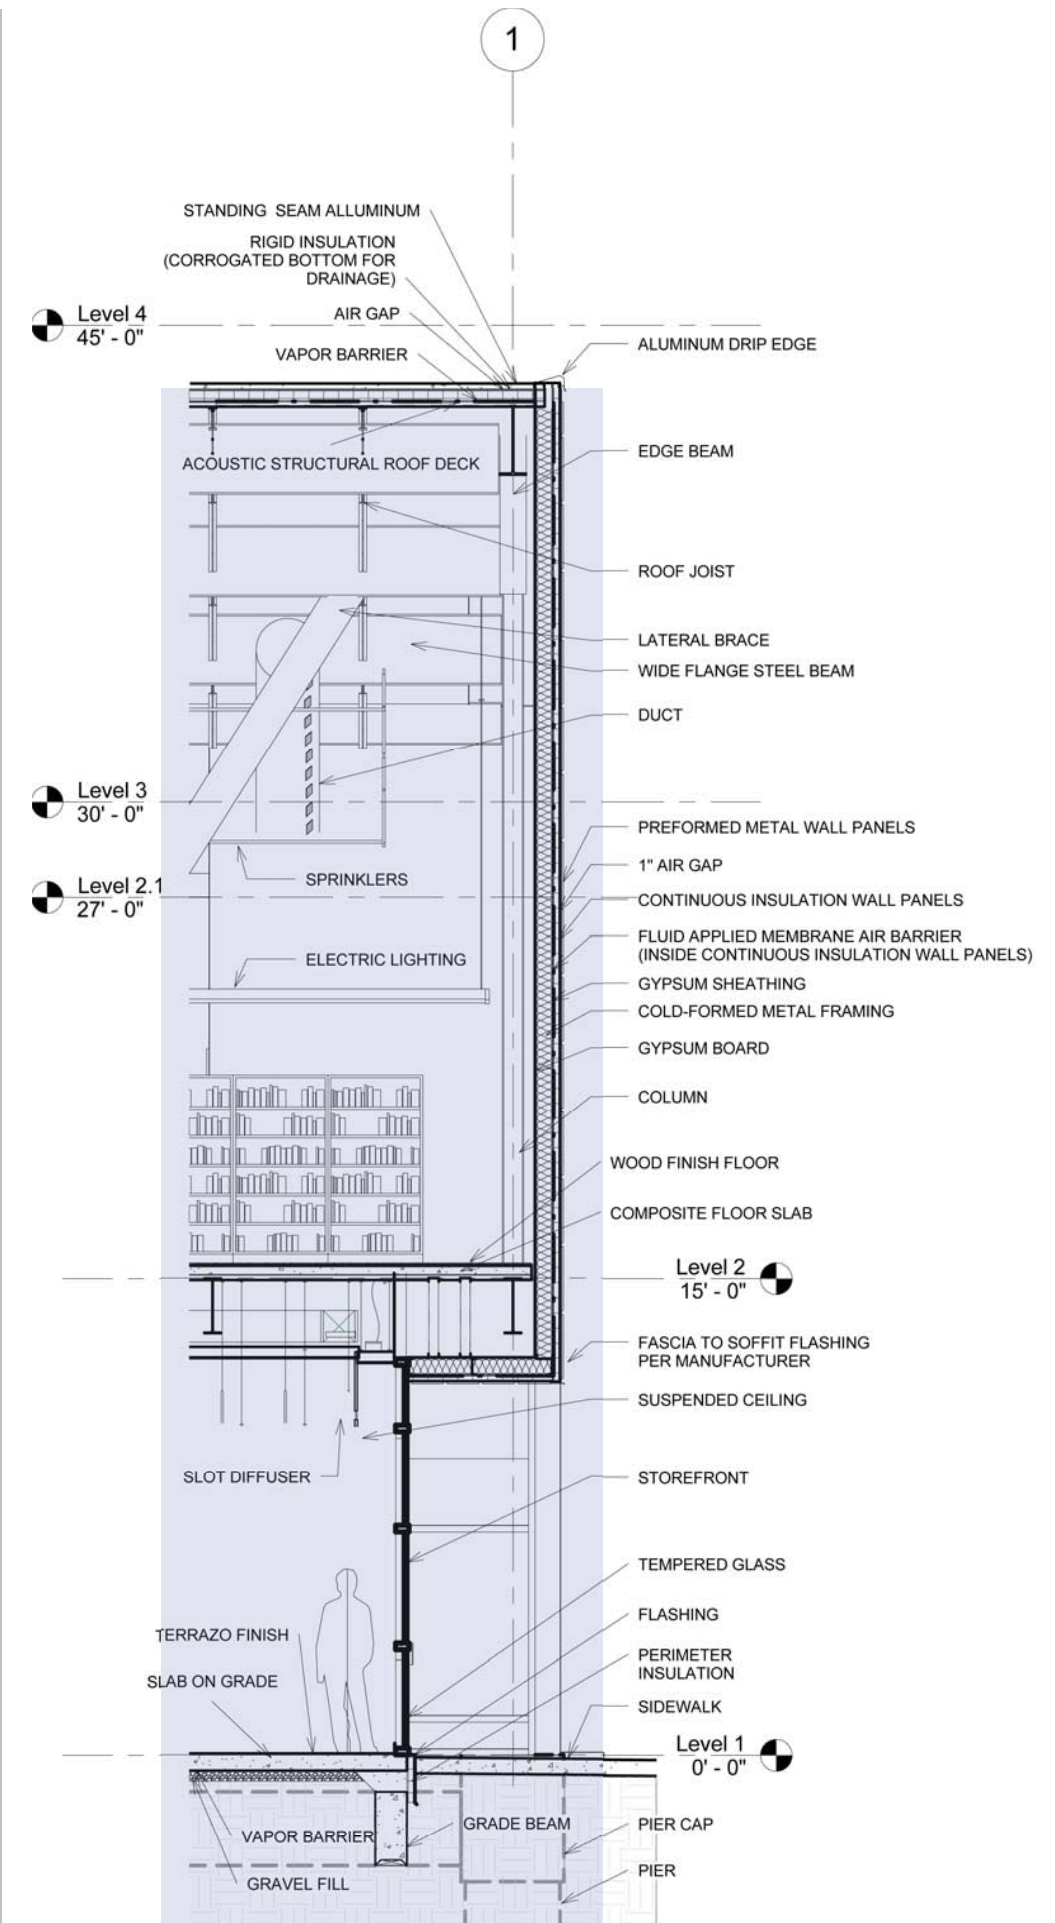 1
STANDING SEAM ALLUMINUM
RIGID INSULATION
(CORROGATED BOTTOM FOR
DRAINAGE)
Level 4
45' - 0"
AIR GAP
ALUMINUM DRIP EDGE
VAPOR BARRIER
EDGE BEAM
ACOUSTIC STRUCTURAL ROOF DECK
ROOF JOIST
LATERAL BRACE
WIDE FLANGE STEEL BEAM
DUCT
Level 3
30' - 0"
PREFORMED METAL WALL PANELS
1" AIR GAP
SPRINKLERS
Level 2.1
27' - 0"
CONTINUOUS INSULATION WALL PANELS
FLUID APPLIED MEMBRANE AIR BARRIER
(INSIDE CONTINUOUS INSULATION WALL PANELS)
ELECTRIC LIGHTING
GYPSUM SHEATHING
COLD-FORMED METAL FRAMING
GYPSUM BOARD
COLUMN
WOOD FINISH FLOOR
COMPOSITE FLOOR SLAB
Level 2
15' - 0"
FASCIA TO SOFFIT FLASHING
PER MANUFACTURER
SUSPENDED CEILING
SLOT DIFFUSER
STOREFRONT
TEMPERED GLASS
FLASHING
TERRAZO FINISH
PERIMETER
INSULATION
SLAB ON GRADE
SIDEWALK
Level 1
0' - 0"
GRADE BEAM
PIER CAP
VAPOR BARRIER
PIER
GRAVEL FILL